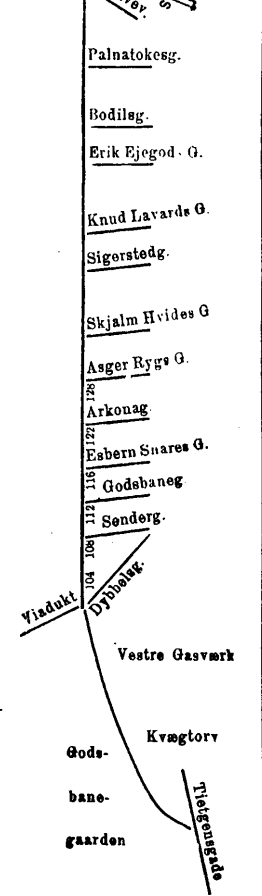 Palnatokesg.
Bodilsg.
Erik Ejegod. G.
Knud Lavards G.
Sigerstedg.
Skjalm Hvides G
Asger Rygs G.
128
Arkonag.
122
Esbern Snares G.
116
Godsbaneg
112
Sønderg.
108
104
Dybbølsg.
Viadukt
Vestre Gasværk
Kvægtorv
Gods-
bane-
gaarden
Tietgensgade